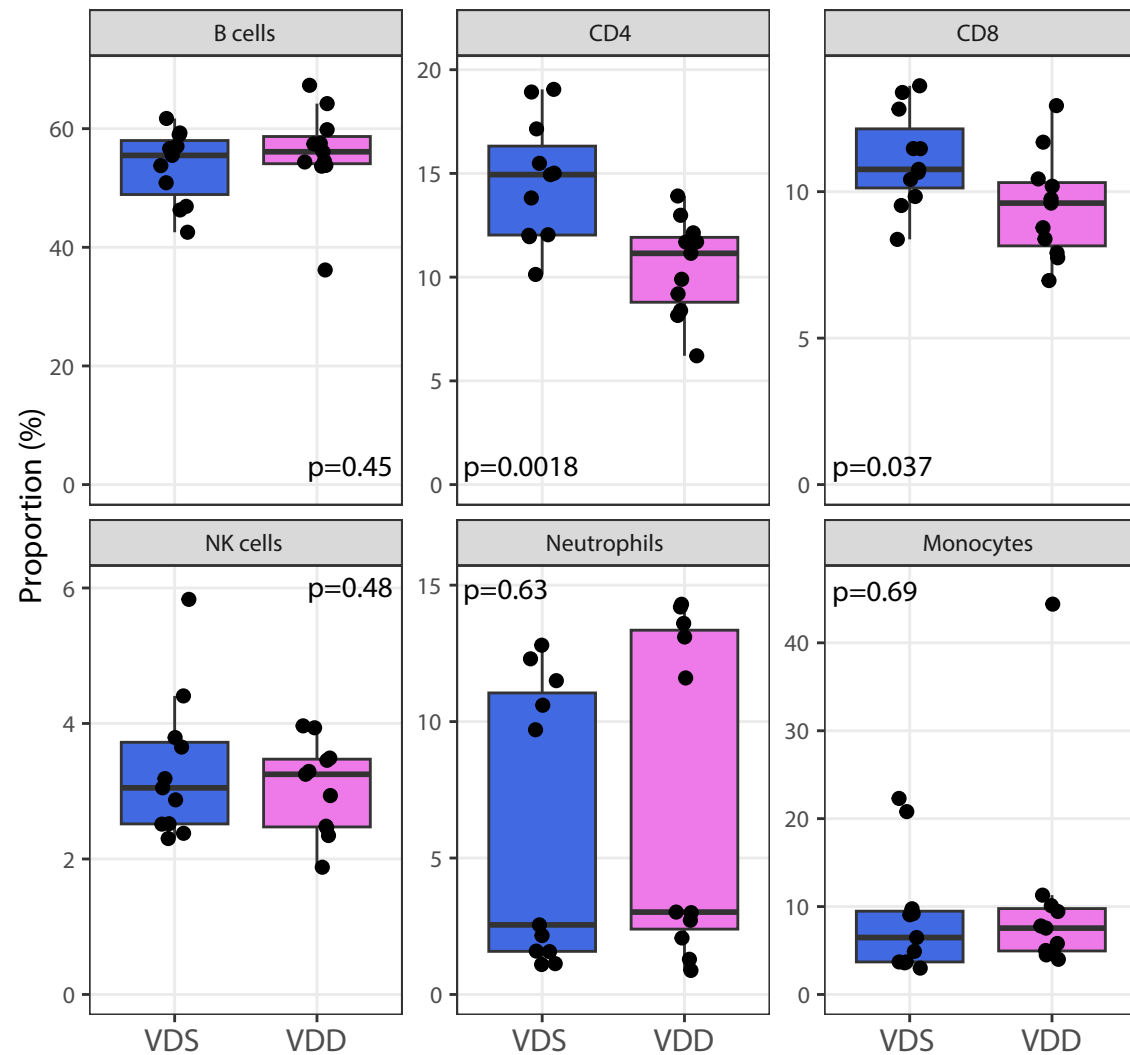 B cells
CD4
CD8
60
40
20
0
p=0.45
20
15
10
5
0
p=0.0018
10
5
0
p=0.037
Proportion (%)
NK cells
Neutrophils
Monocytes
6
4
2
0
p=0.48
15
10
5
0
p=0.63
40
30
20
10
0
p=0.69
VDS
VDD
VDS
VDD
VDS
VDD